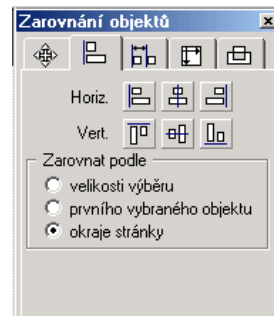 Zarovnání objektů
Horiz.
Vert.
Zarovnat podle
velikosti výběru
prvního vybraného objektu
okraje stránky